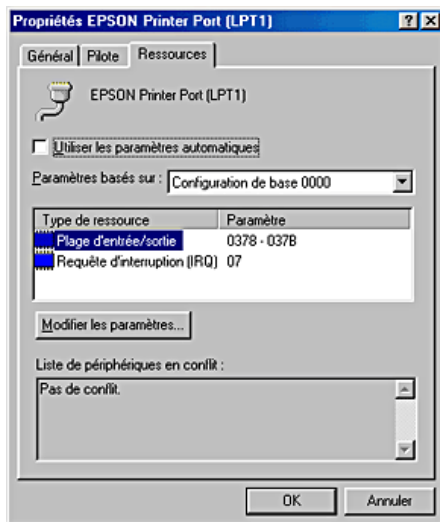 Propriétés EPSON Printer Port (LPT1)
Général Pilote Ressources
EPSON Printer Port (LPT1)
Utiliser les paramètres automatiques
Paramètres basés sur : Configuration de base 0000
Type de ressource Paramètre
Plage d'entrée/sortie 0378 - 037B
Requête d'interruption (IRQ) 07
Modifier les paramètres...
Liste de périphériques en conflit :
Pas de conflit.
OK Annuler